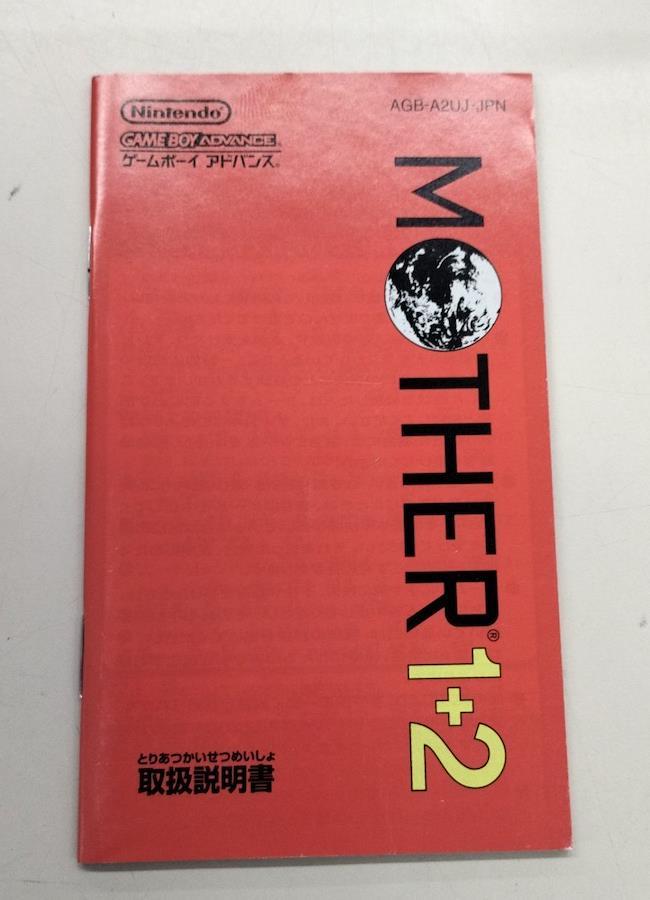 Nintendo®
GAME BOY ADVANCE
ゲームボーイ アドバンス®
AGB-A2UJ-JPN
MOTHER® 1+2
とりあつかいせつめいしょ
取扱説明書